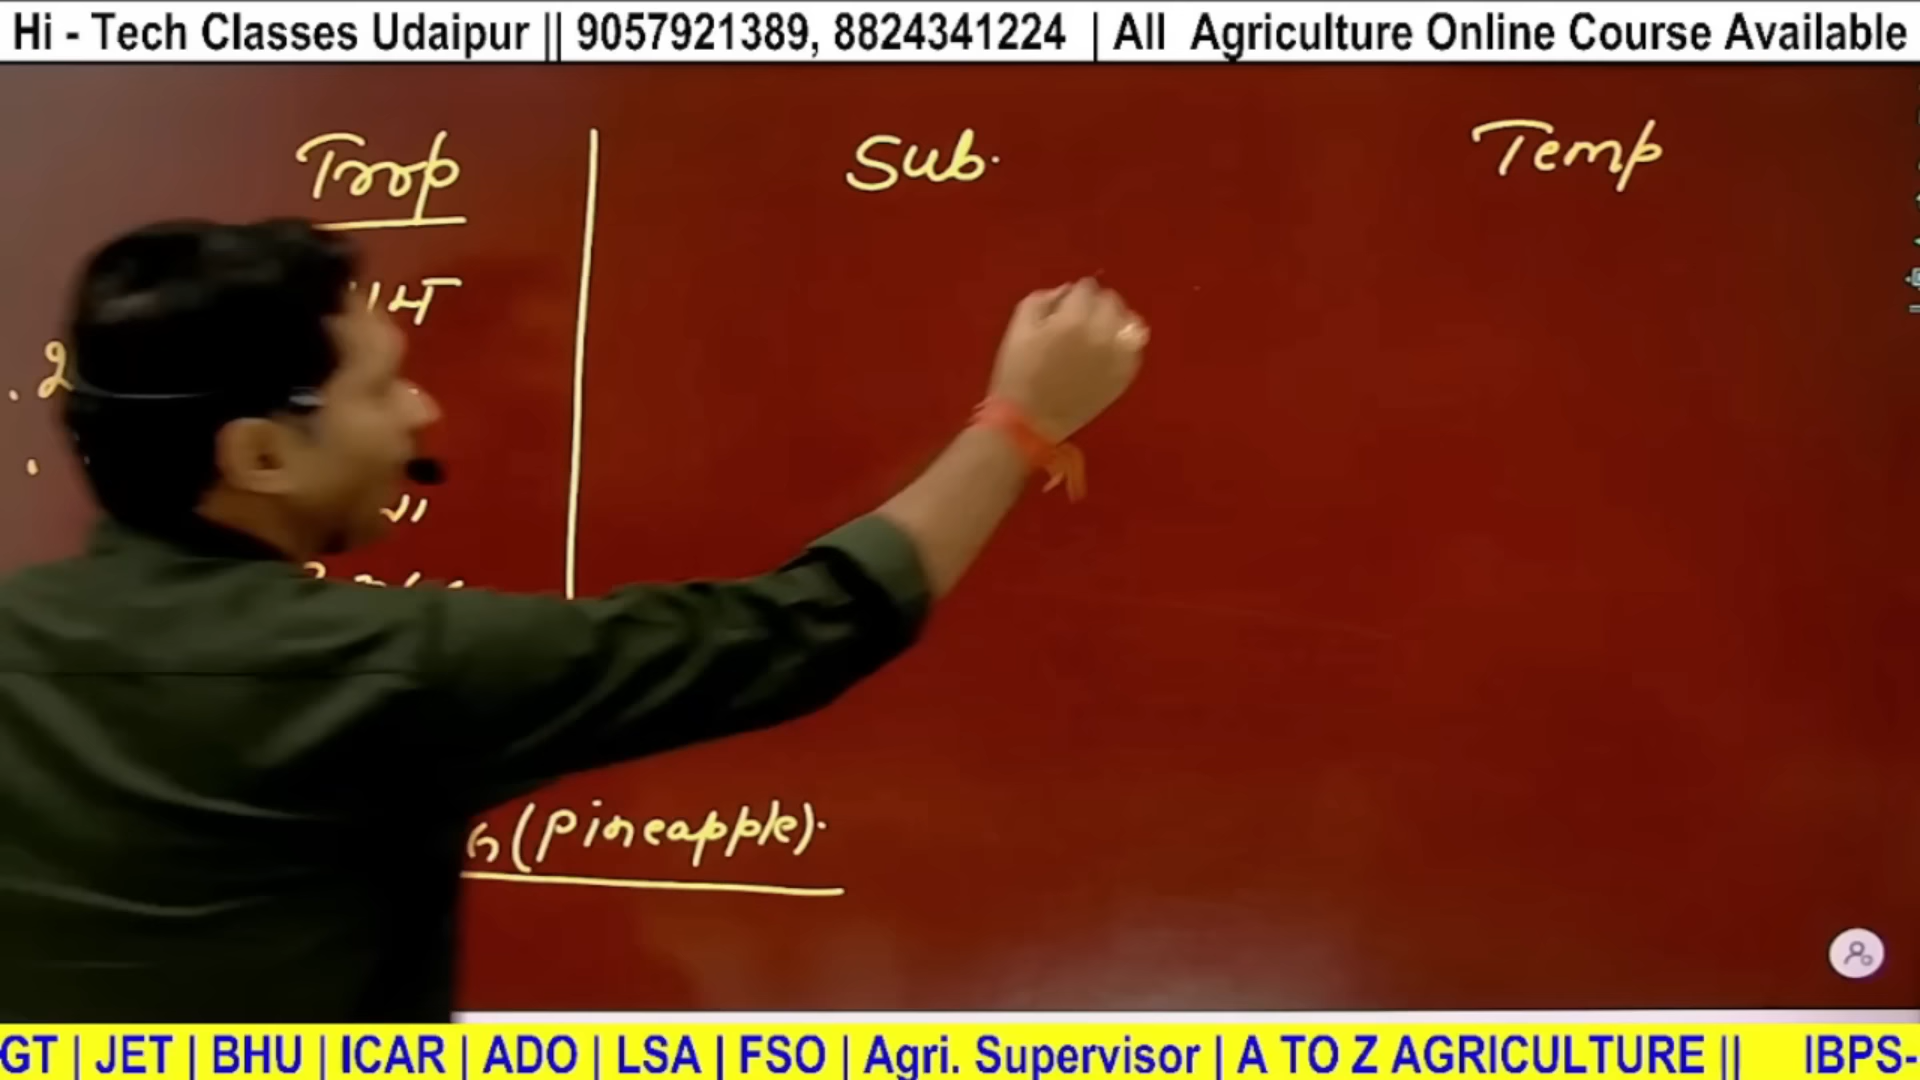 Hi - Tech Classes Udaipur || 9057921389, 8824341224 | All Agriculture Online Course Available
Trop
Sub.
Temp
(Pineapple).
GT | JET | BHU | ICAR | ADO | LSA | FSO | Agri. Supervisor | A TO Z AGRICULTURE || IBPS-